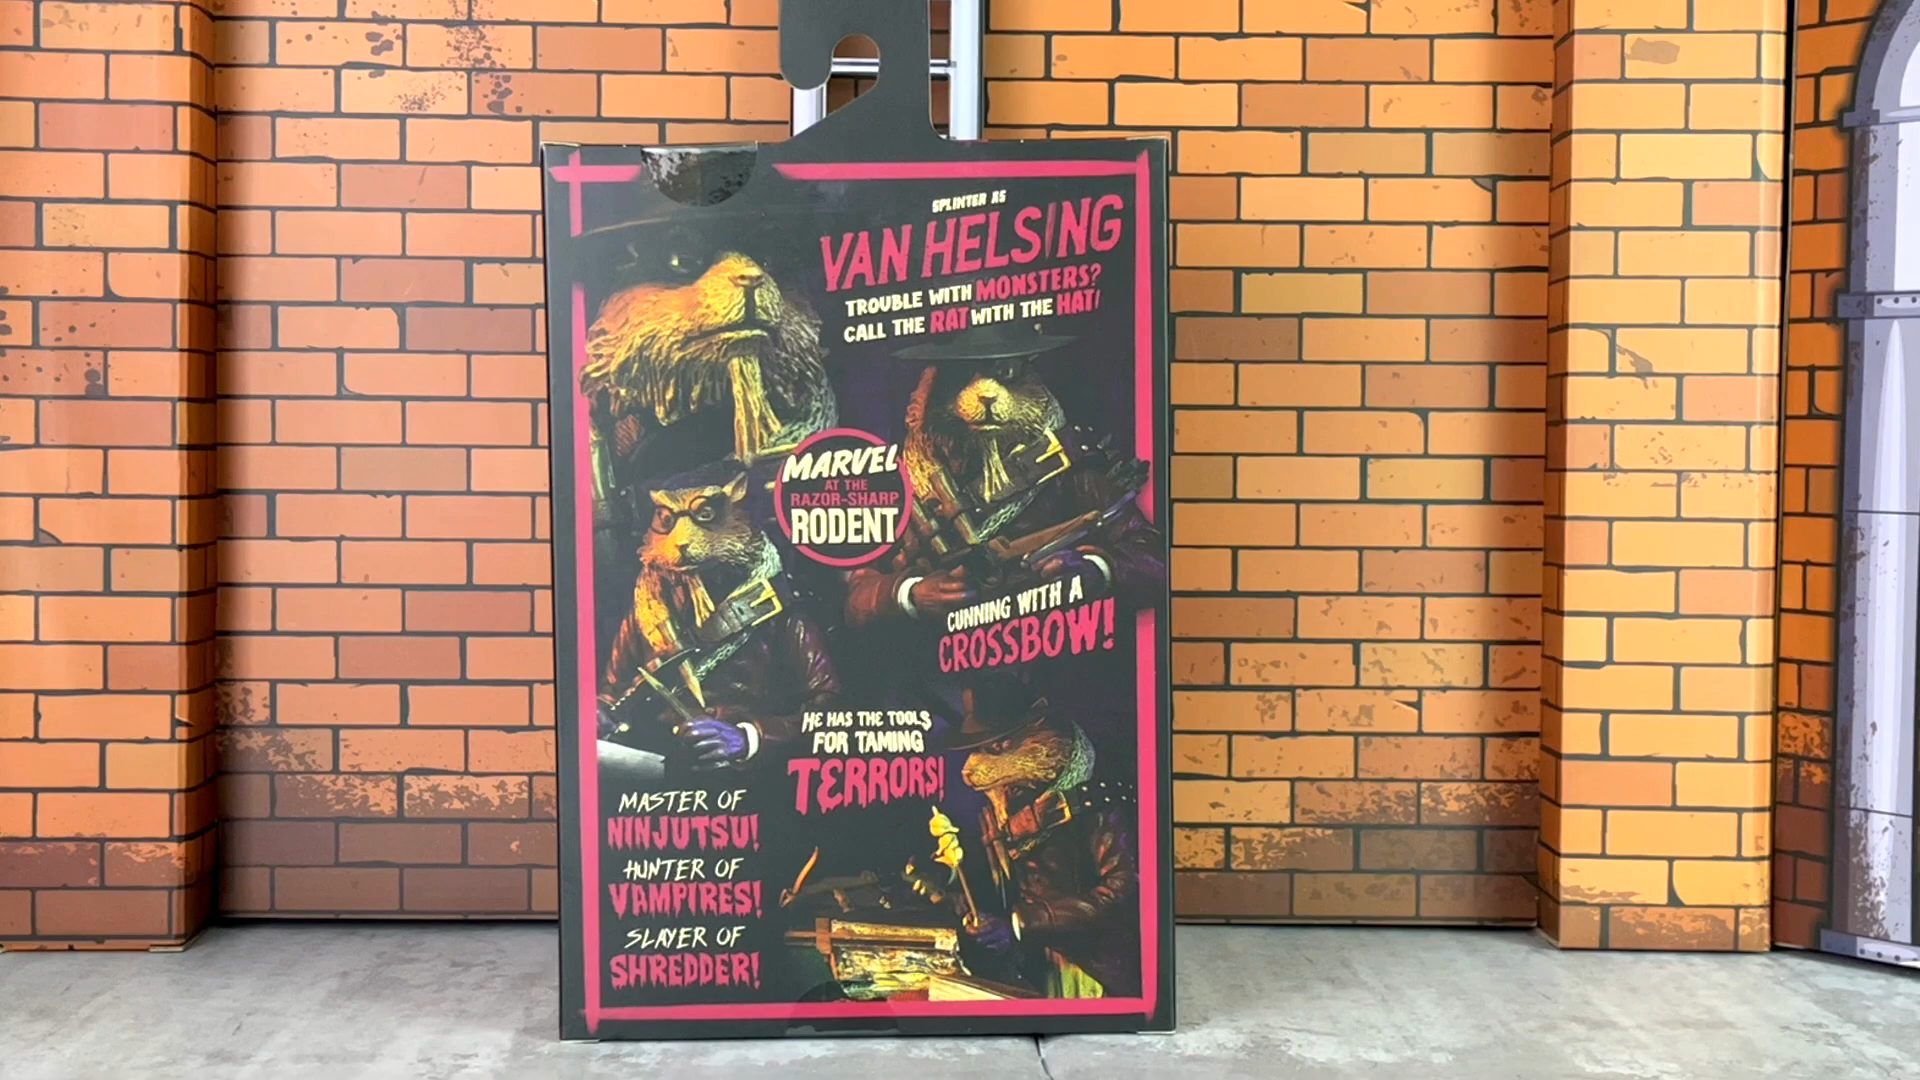 SPLINTER AS
VAN HELSING
TROUBLE WITH MONSTERS?
CALL THE RAT WITH THE HAT!
MARVEL
AT THE
RAZOR-SHARP
RODENT
CUNNING WITH A
CROSSBOW!
HE HAS THE TOOLS
FOR TAMING
TERRORS!
MASTER OF
NINJUTSU!
HUNTER OF
VAMPIRES!
SLAYER OF
SHREDDER!